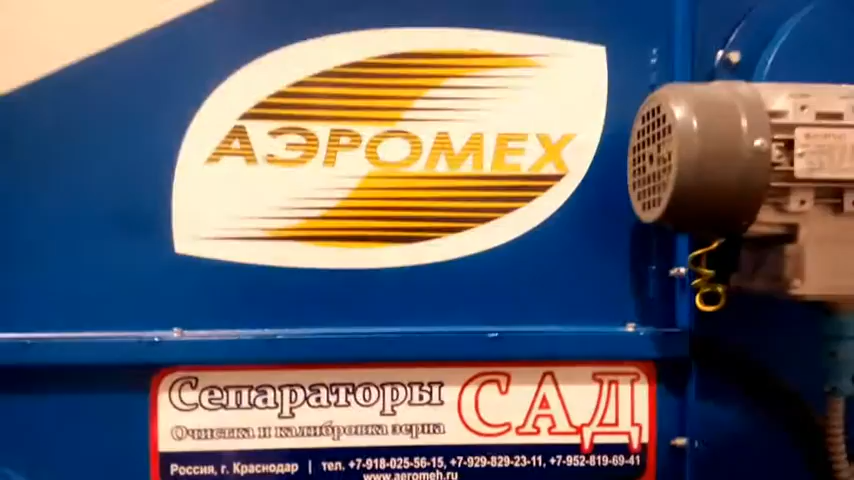 АЭРОМЕХ
Сепараторы САД
Очистка и калибровка зерна
Россия, г. Краснодар | тел. +7-918-025-56-15, +7-929-829-23-11, +7-952-819-69-41
www.aeromeh.ru